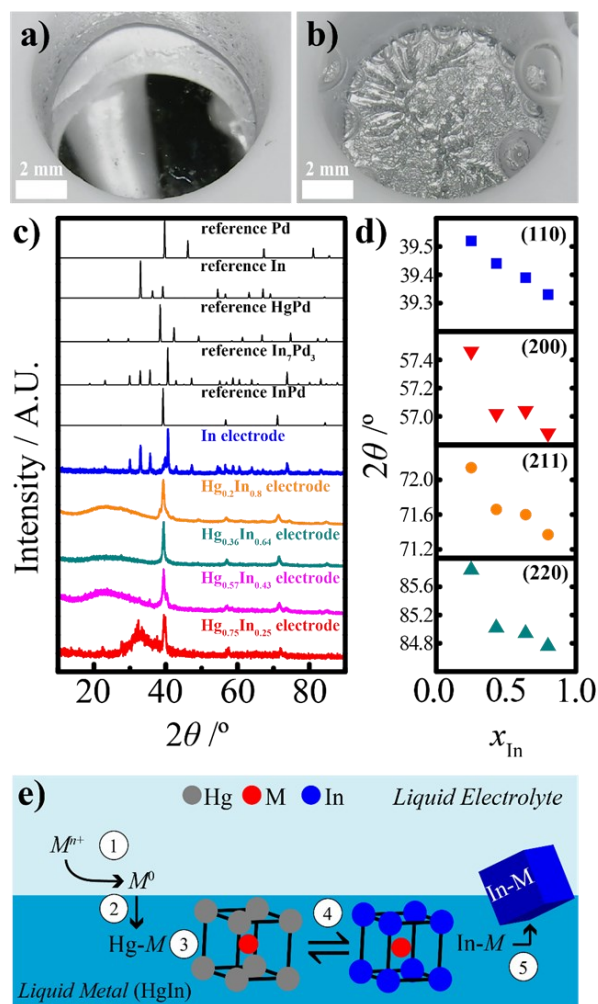 a)
b)
2 mm
2 mm
c)
reference Pd
reference In
reference HgPd
reference In₇Pd₃
reference InPd
In electrode
Hg₀.₂In₀.₈ electrode
Hg₀.₃₆In₀.₆₄ electrode
Hg₀.₅₇In₀.₄₃ electrode
Hg₀.₇₅In₀.₂₅ electrode
Intensity / A.U.
20 40 60 80
2θ /º
d)
(110)
39.5
39.4
39.3
(200)
57.4
57.2
57.0
(211)
72.0
71.6
71.2
(220)
85.6
85.2
84.8
2θ /º
0.0 0.5 1.0
x_In
e)
Hg M In
Liquid Electrolyte
Mⁿ⁺ 1 M⁰
2
Hg-M 3
4
In-M
In-M
5
Liquid Metal (HgIn)